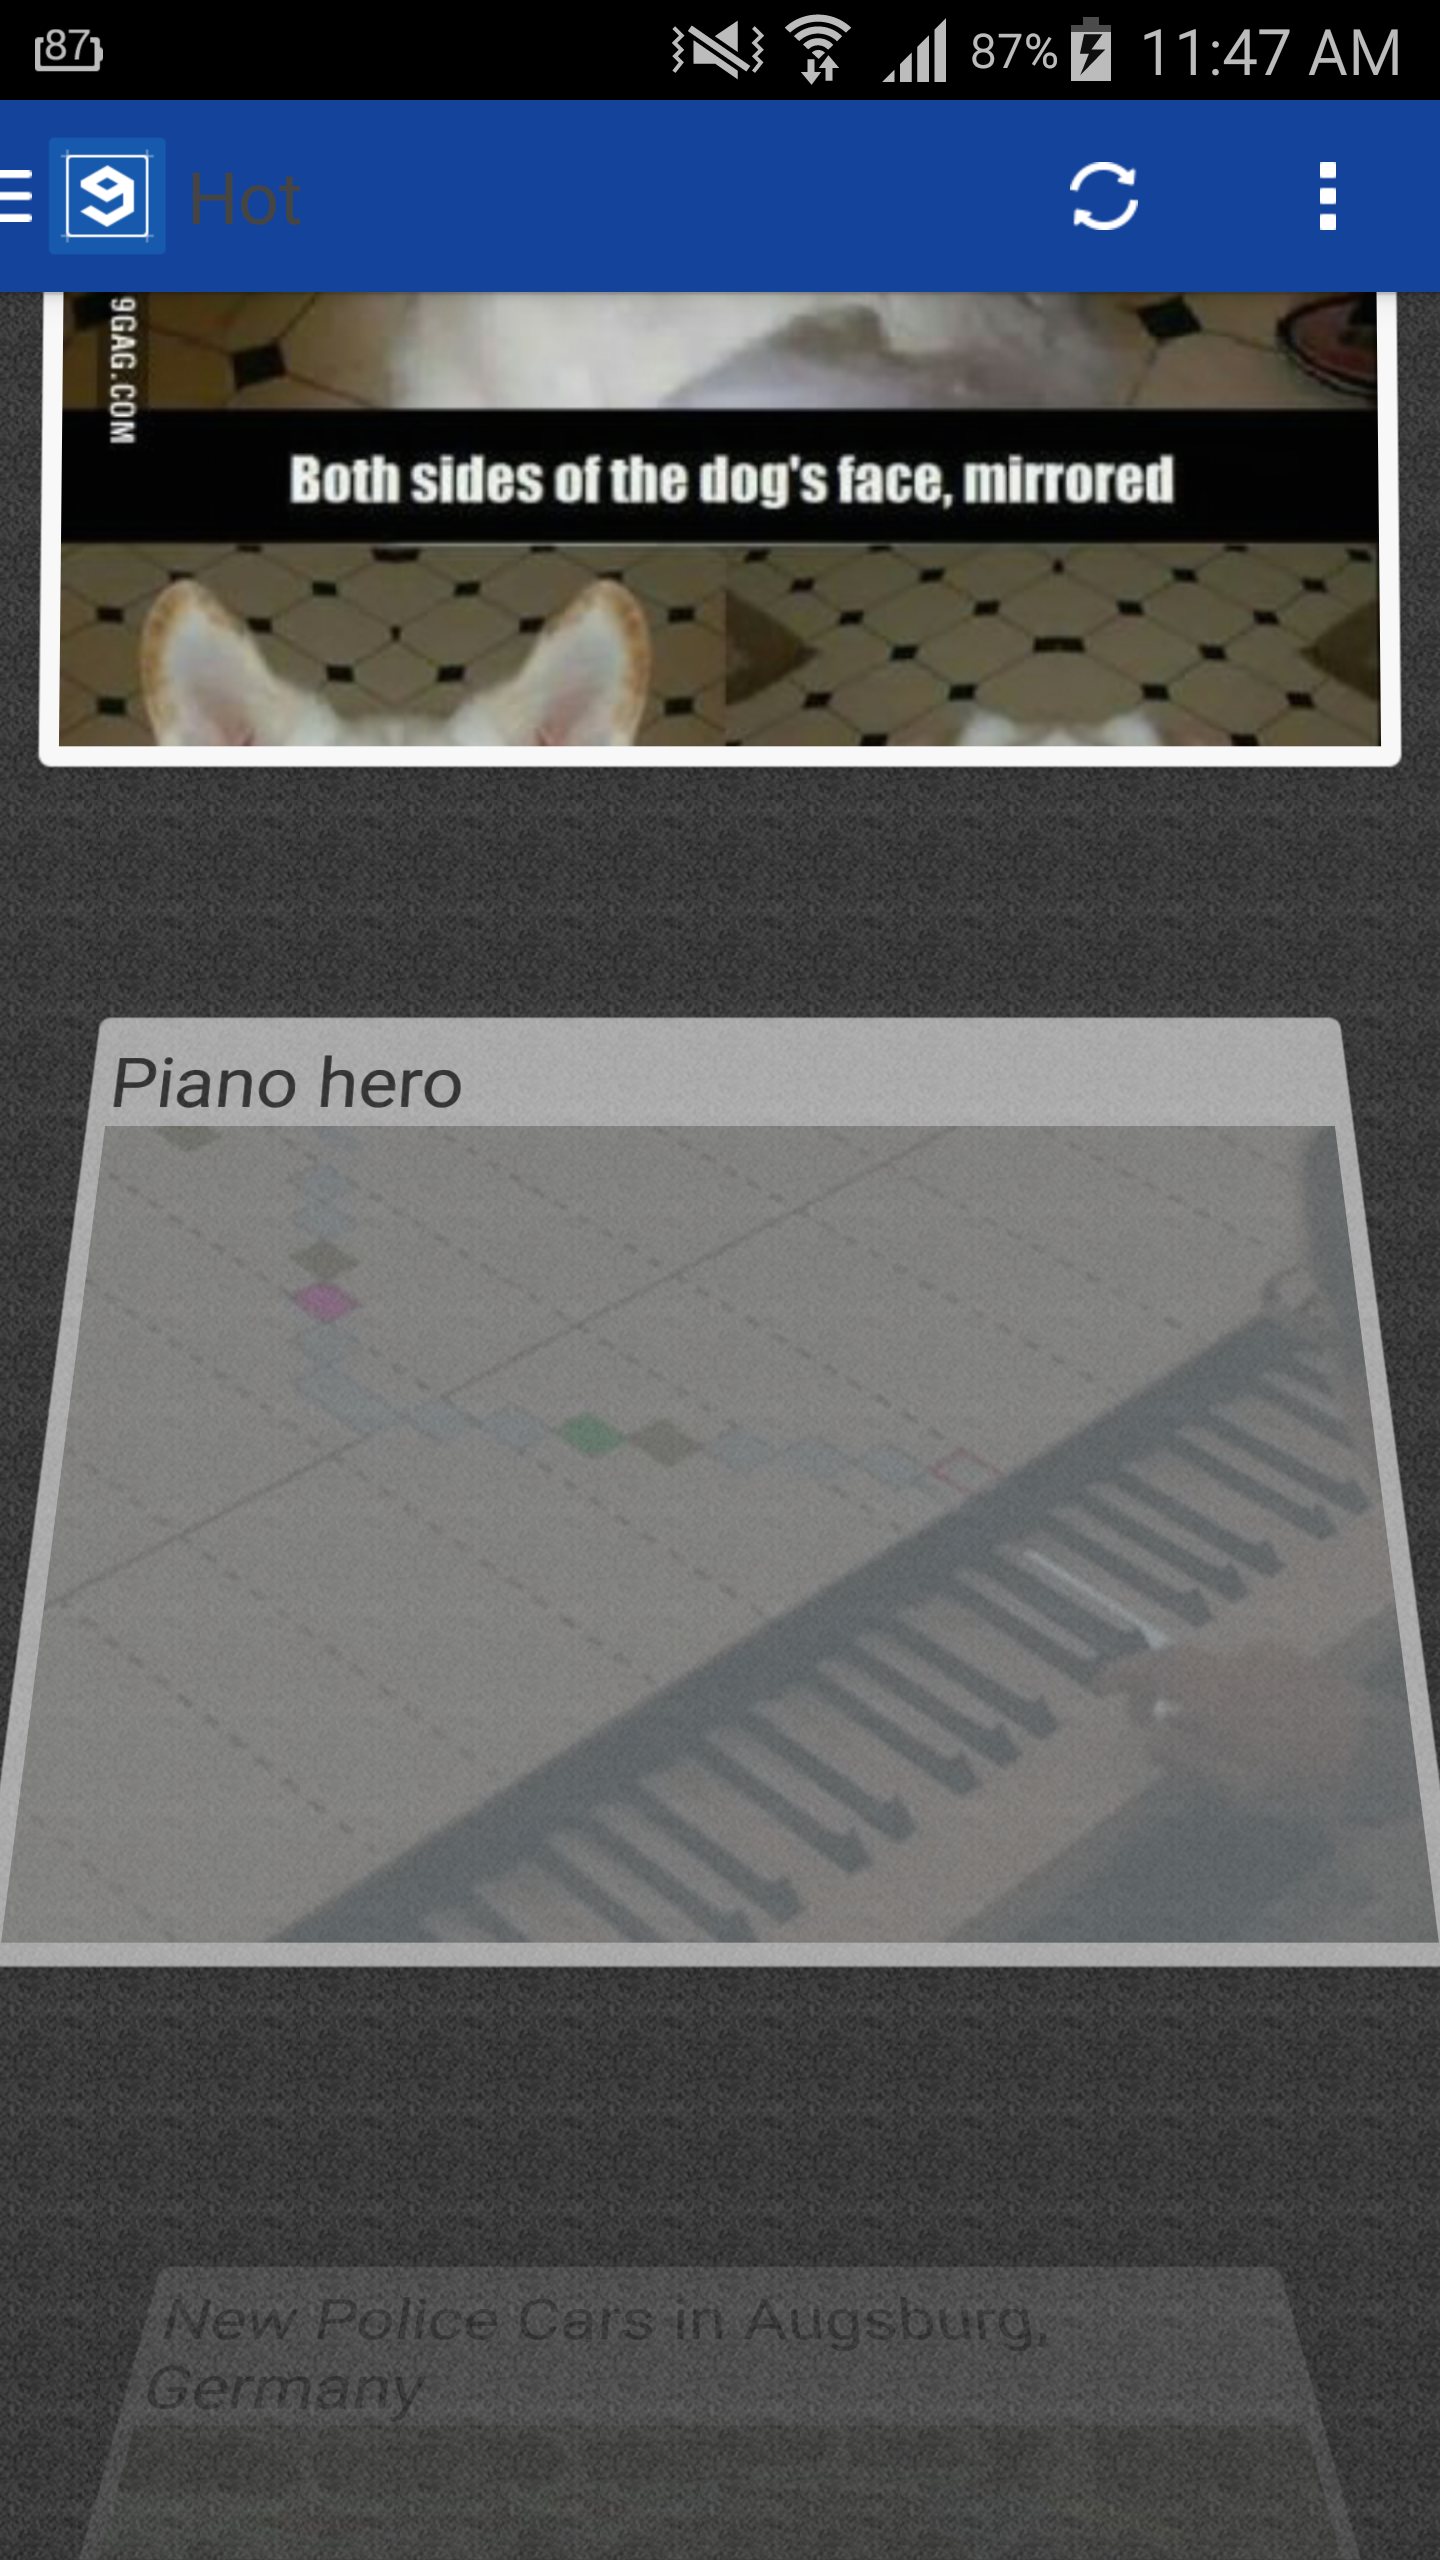 87
87% 11:47 AM
9 Hot
9GAG.COM
Both sides of the dog's face, mirrored
Piano hero
New Police Cars in Augsburg,
Germany